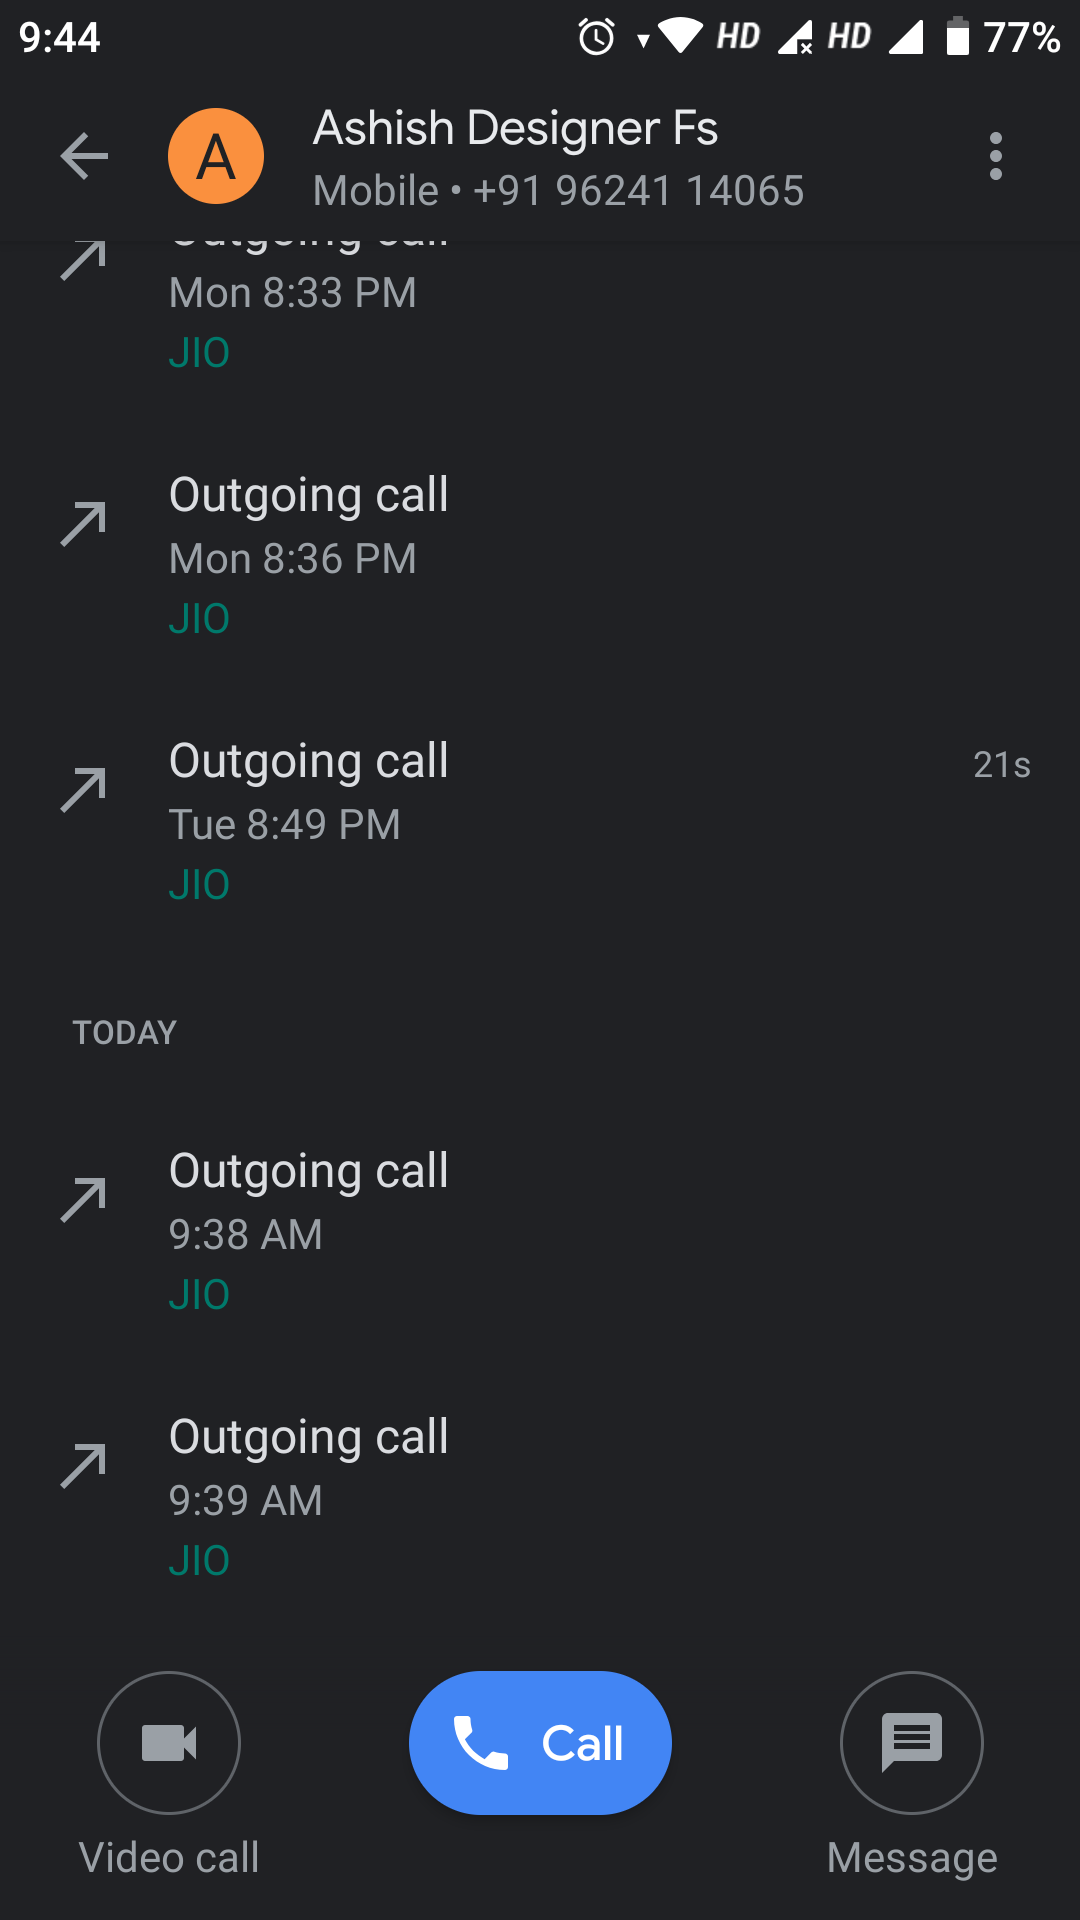 9:44 HD HD 77%
A
Ashish Designer Fs
Mobile • +91 96241 14065
Outgoing call
Mon 8:33 PM
JIO
Outgoing call
Mon 8:36 PM
JIO
Outgoing call 21s
Tue 8:49 PM
JIO
TODAY
Outgoing call
9:38 AM
JIO
Outgoing call
9:39 AM
JIO
Call
Video call Message